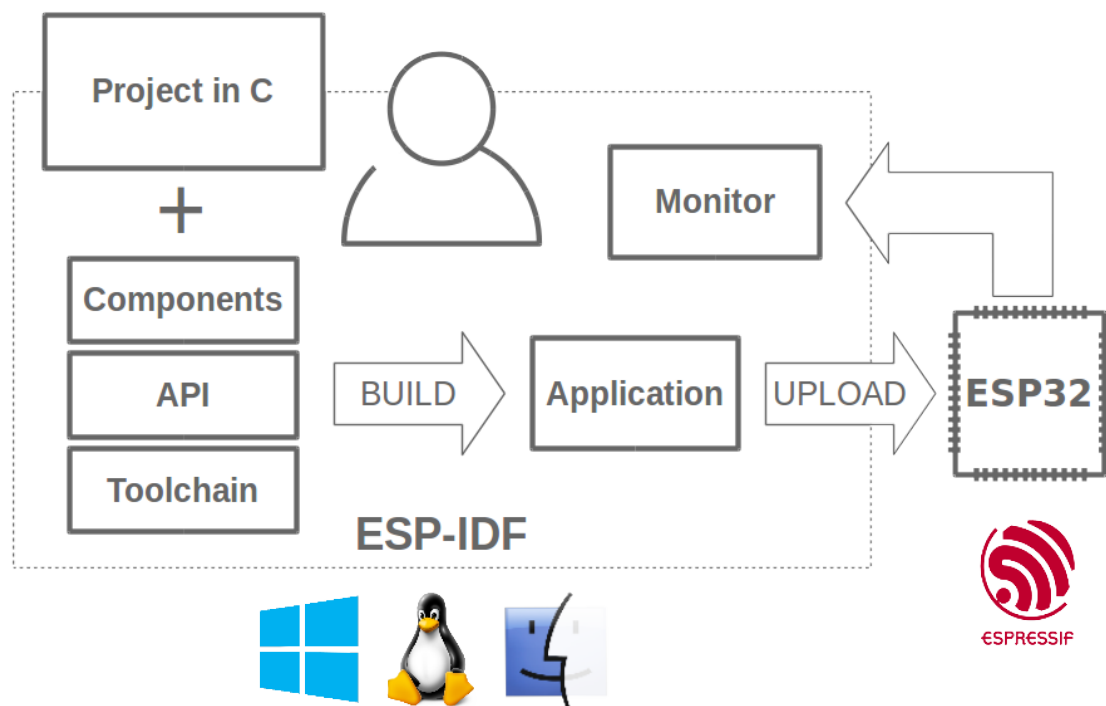 Project in C
+
Components
API
Toolchain
BUILD
Application
UPLOAD
Monitor
ESP32
ESP-IDF
ESPRESSIF